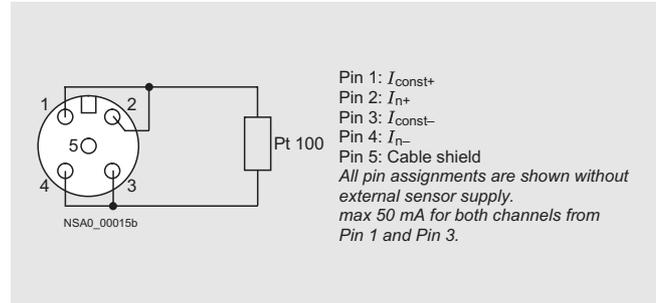 1
2
5
4
3
Pt 100
NSA0_00015b
Pin 1: Iconst+
Pin 2: In+
Pin 3: Iconst–
Pin 4: In–
Pin 5: Cable shield
All pin assignments are shown without
external sensor supply.
max 50 mA for both channels from
Pin 1 and Pin 3.